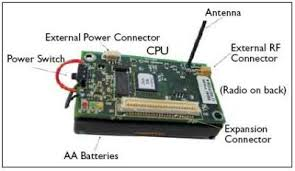 Antenna
External Power Connector
CPU
Power Switch
External RF
Connector
(Radio on back)
Expansion
Connector
AA Batteries